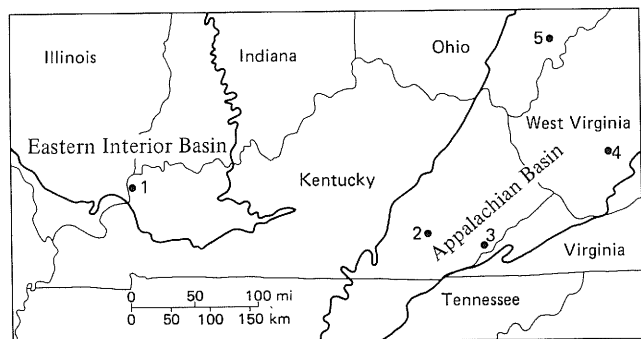 Illinois
Indiana
Ohio
5
West Virginia
Eastern Interior Basin
4
1
Kentucky
Appalachian Basin
2
3
Virginia
0 50 100 mi
0 50 100 150 km
Tennessee